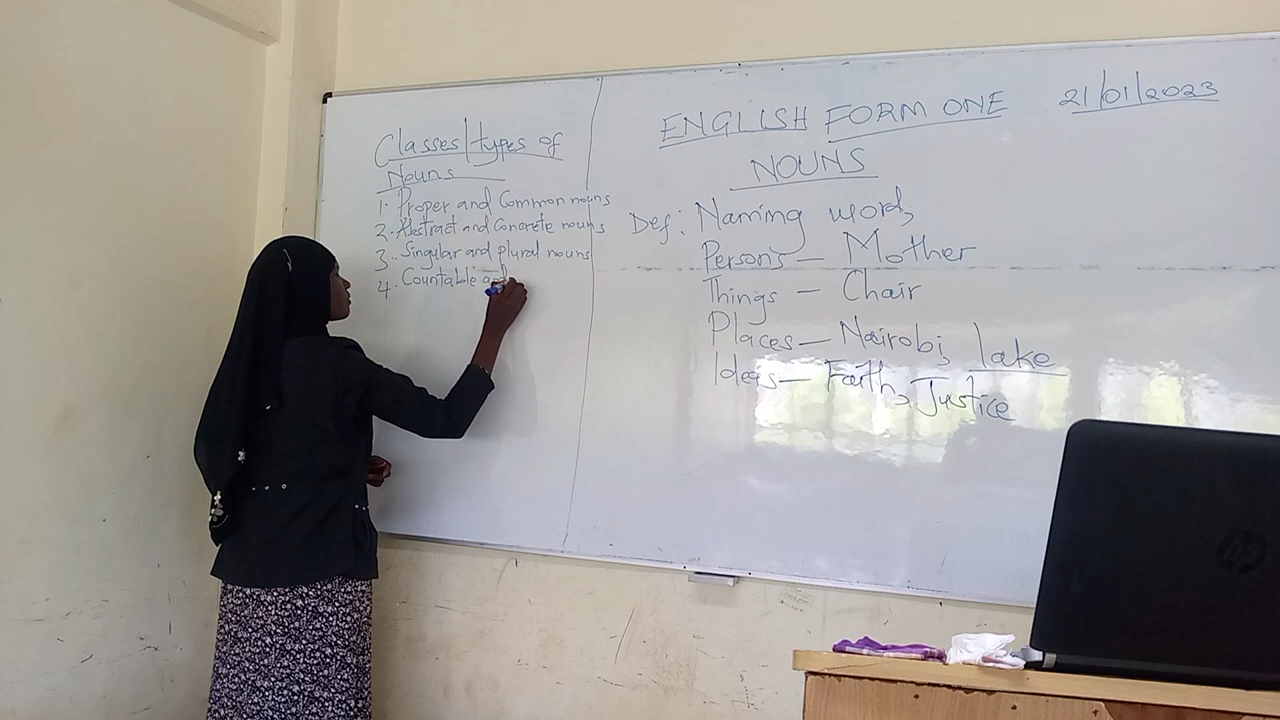 Classes/types of
Nouns
1. Proper and Common nouns
2. Abstract and Concrete nouns
3. Singular and plural nouns
4. Countable and
ENGLISH FORM ONE 21/01/2023
NOUNS
Def: Naming word,
Persons — Mother
Things — Chair
Places — Nairobi, lake
Ideas — Faith, Justice
hp